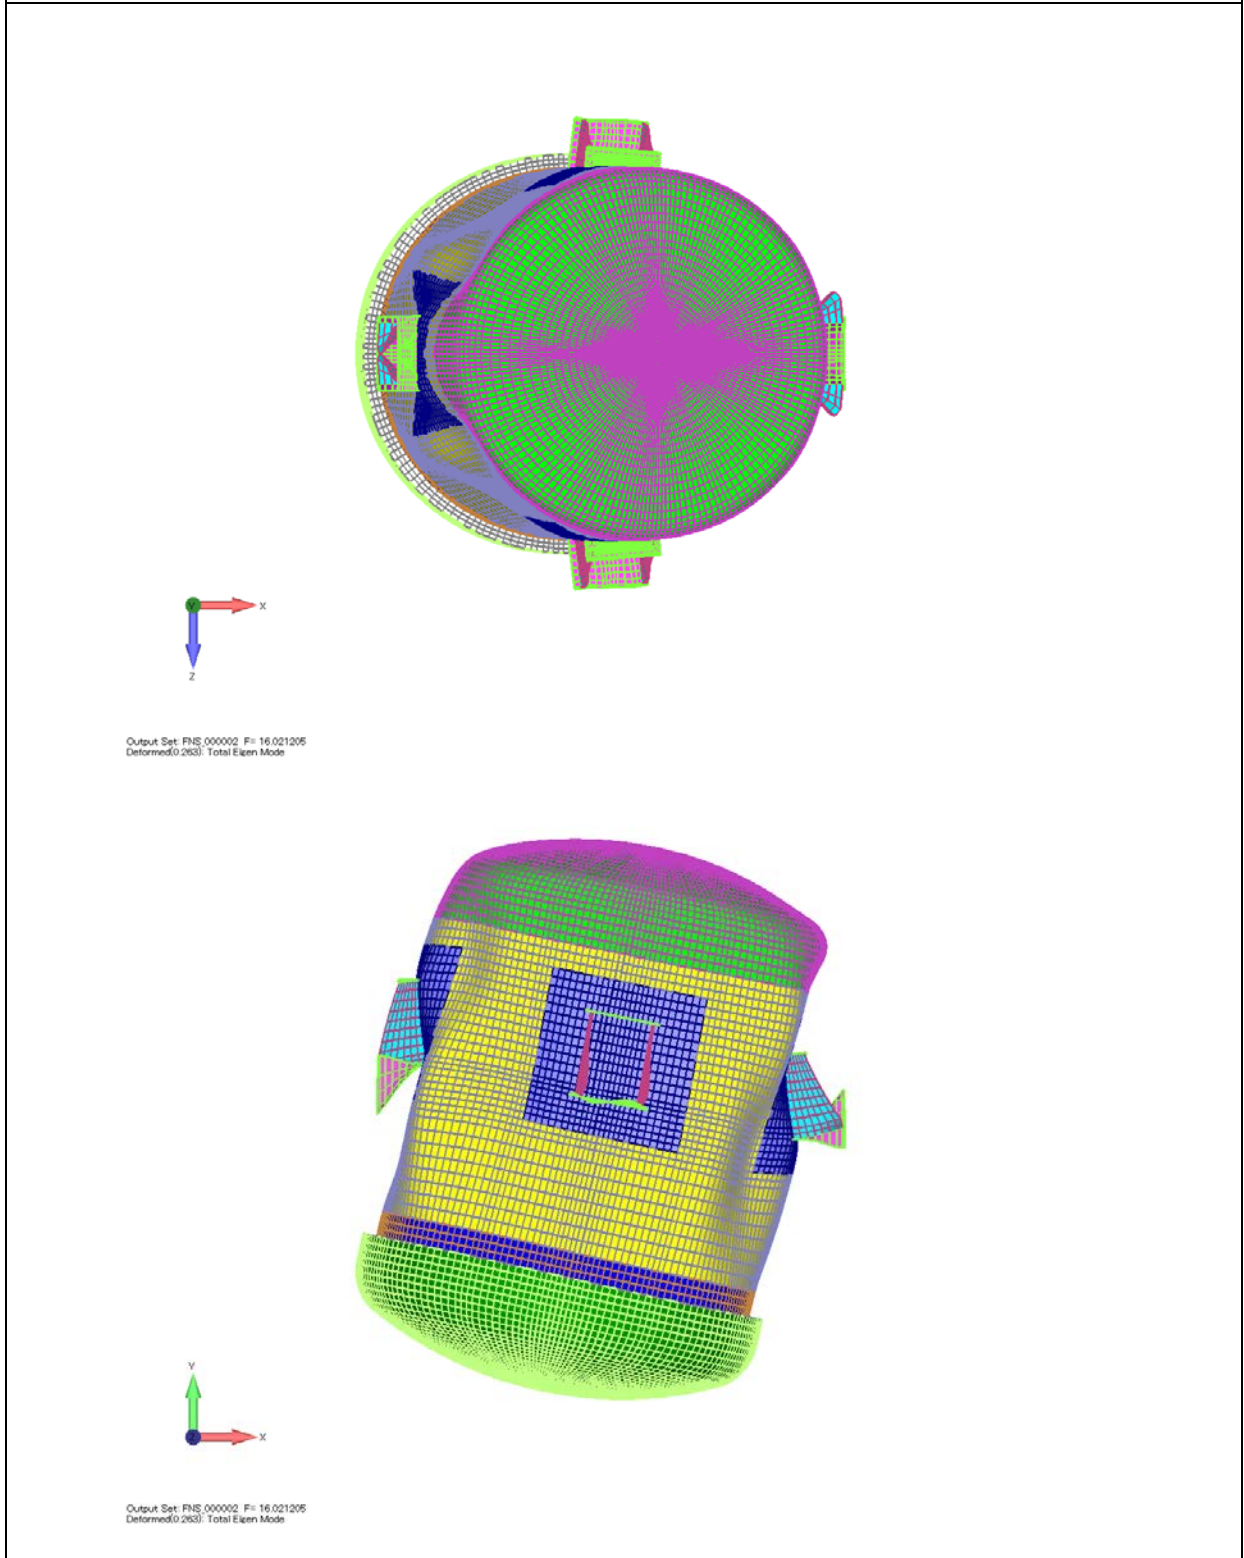 Y
X
Z
Output Set: FNS_000002 F= 16.021205
Deformed(0.263): Total Eigen Mode
Y
Z
X
Output Set: FNS_000002 F= 16.021205
Deformed(0.263): Total Eigen Mode